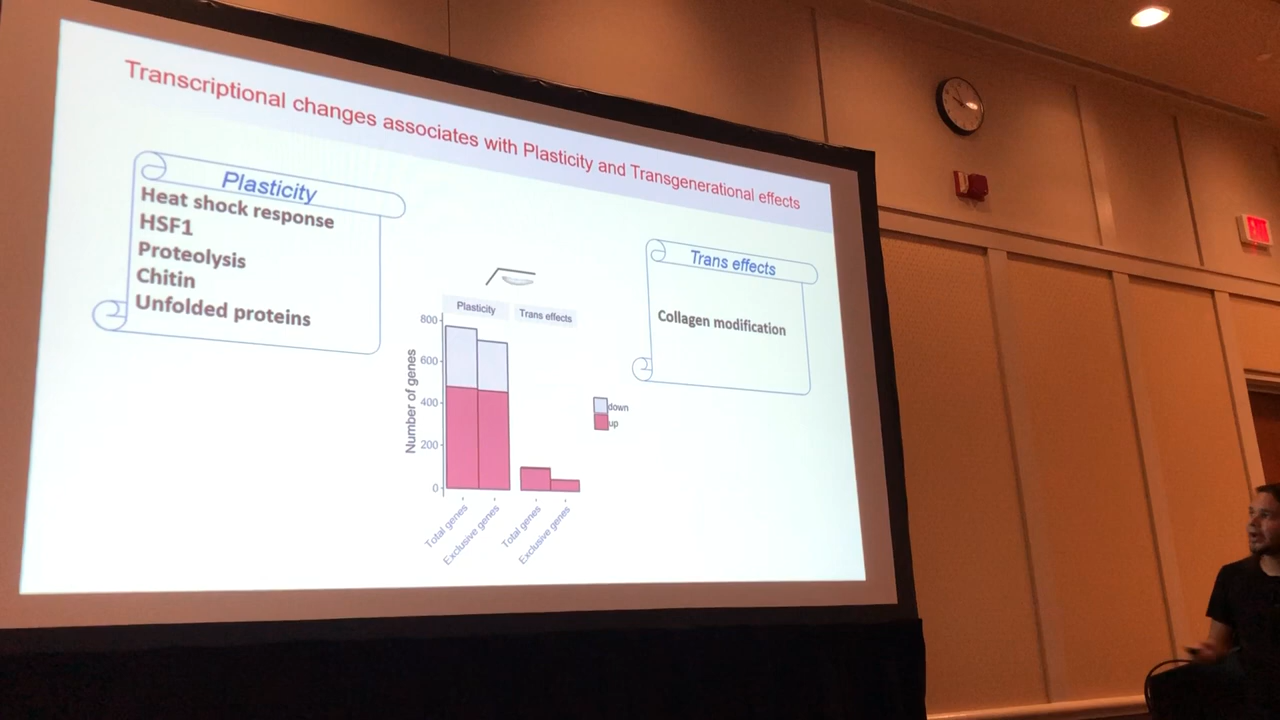 Transcriptional changes associates with Plasticity and Transgenerational effects
Plasticity
Heat shock response
HSF1
Proteolysis
Chitin
Unfolded proteins
Trans effects
Collagen modification
Plasticity
Trans effects
Number of genes
800
600
400
200
0
down
up
Total genes
Exclusive genes
Total genes
Exclusive genes